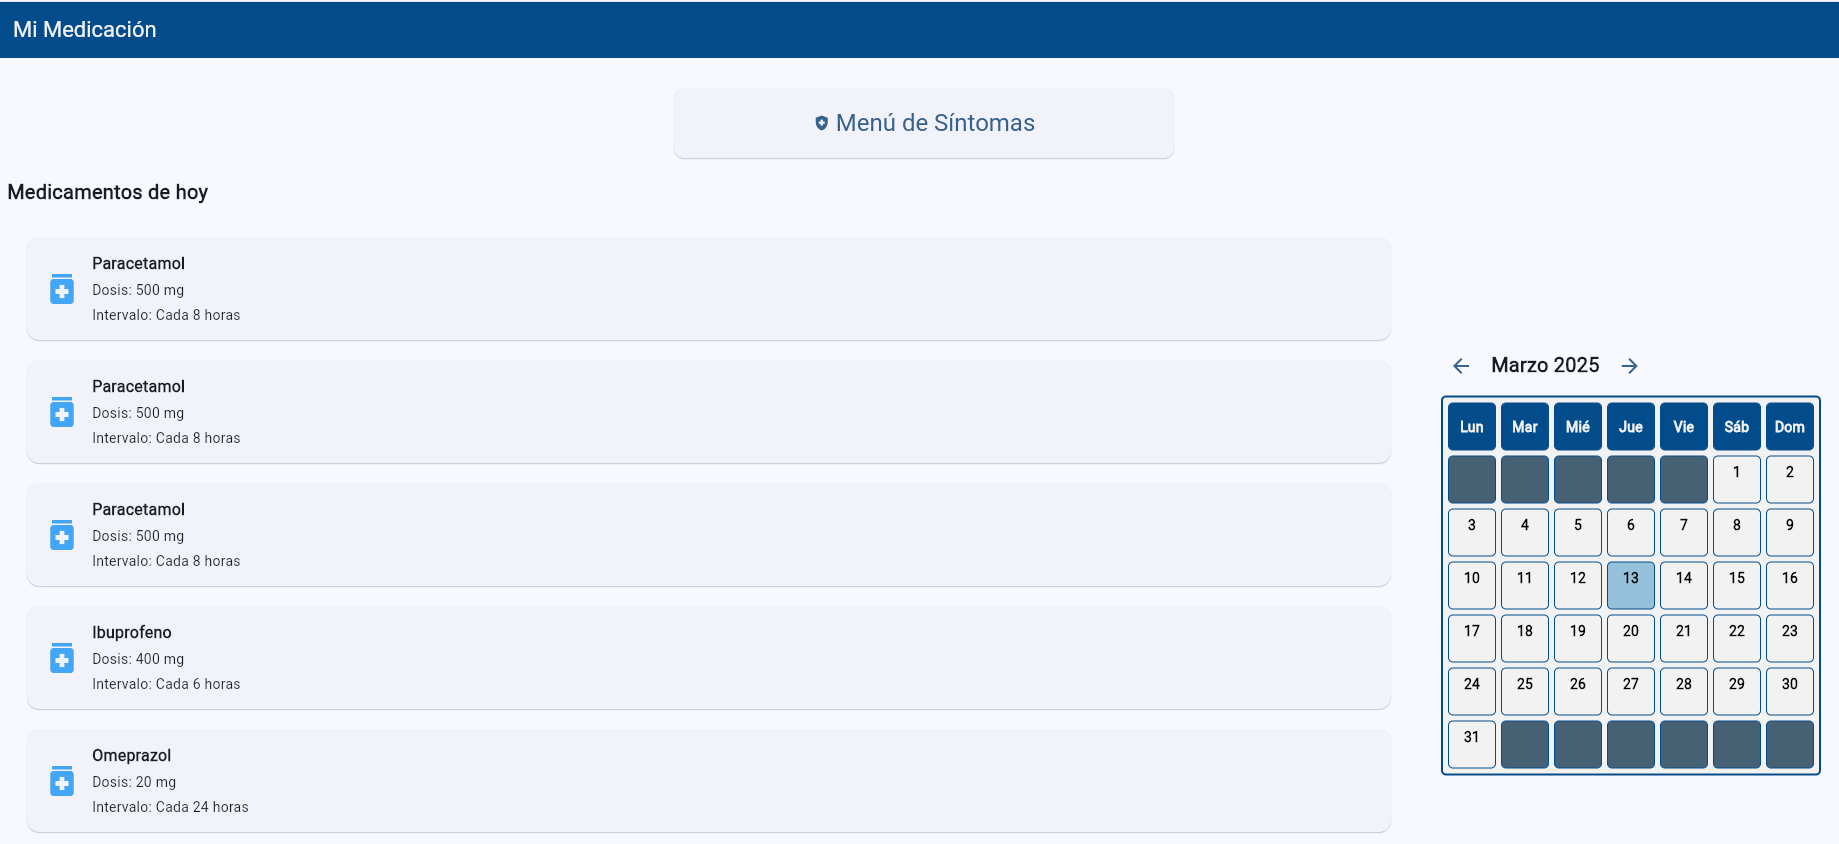 Mi Medicación
Menú de Síntomas
Medicamentos de hoy
Paracetamol
Dosis: 500 mg
Intervalo: Cada 8 horas
Paracetamol
Dosis: 500 mg
Intervalo: Cada 8 horas
Paracetamol
Dosis: 500 mg
Intervalo: Cada 8 horas
Ibuprofeno
Dosis: 400 mg
Intervalo: Cada 6 horas
Omeprazol
Dosis: 20 mg
Intervalo: Cada 24 horas
Marzo 2025
Lun Mar Mié Jue Vie Sáb Dom
1 2
3 4 5 6 7 8 9
10 11 12 13 14 15 16
17 18 19 20 21 22 23
24 25 26 27 28 29 30
31